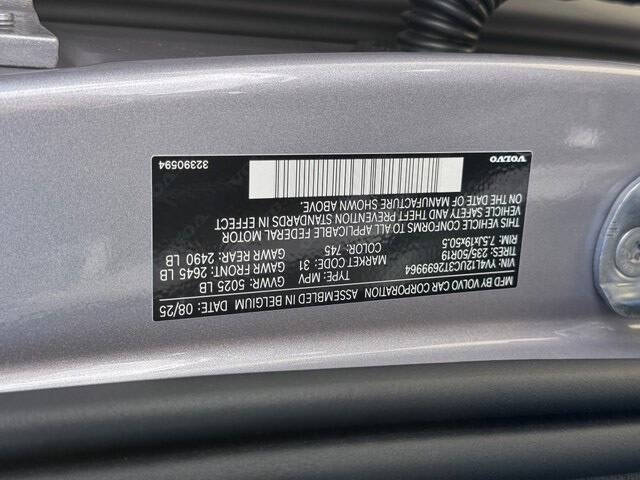 MFD BY VOLVO CAR CORPORATION ASSEMBLED IN BELGIUM 08/25
VIN: YV4L12UC3T2699964 TYPE: MPV GVWR: 5025 LB
TIRES: 235/50R19 MARKET CODE: 31 GAWR FRONT: 2645 LB
RIM: 7.5Jx19x50.5 COLOR: 745 GAWR REAR: 2490 LB
THIS VEHICLE CONFORMS TO ALL APPLICABLE FEDERAL MOTOR
VEHICLE SAFETY AND THEFT PREVENTION STANDARDS IN EFFECT
ON THE DATE OF MANUFACTURE SHOWN ABOVE.
VOLVO 32390594